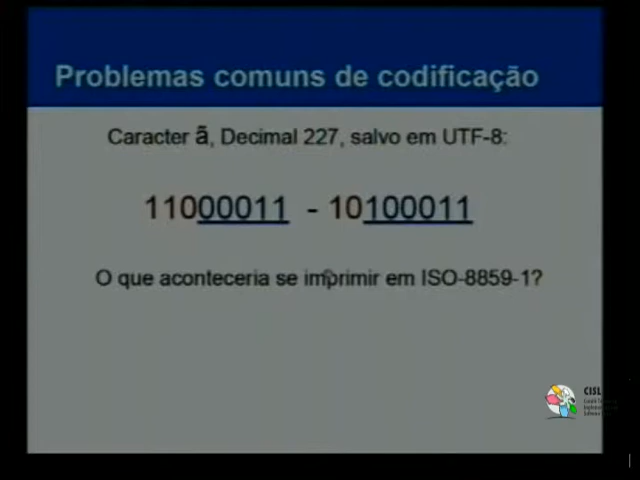 Problemas comuns de codificação
Caracter ã, Decimal 227, salvo em UTF-8:
11000011 - 10100011
O que aconteceria se imprimir em ISO-8859-1?
CISL